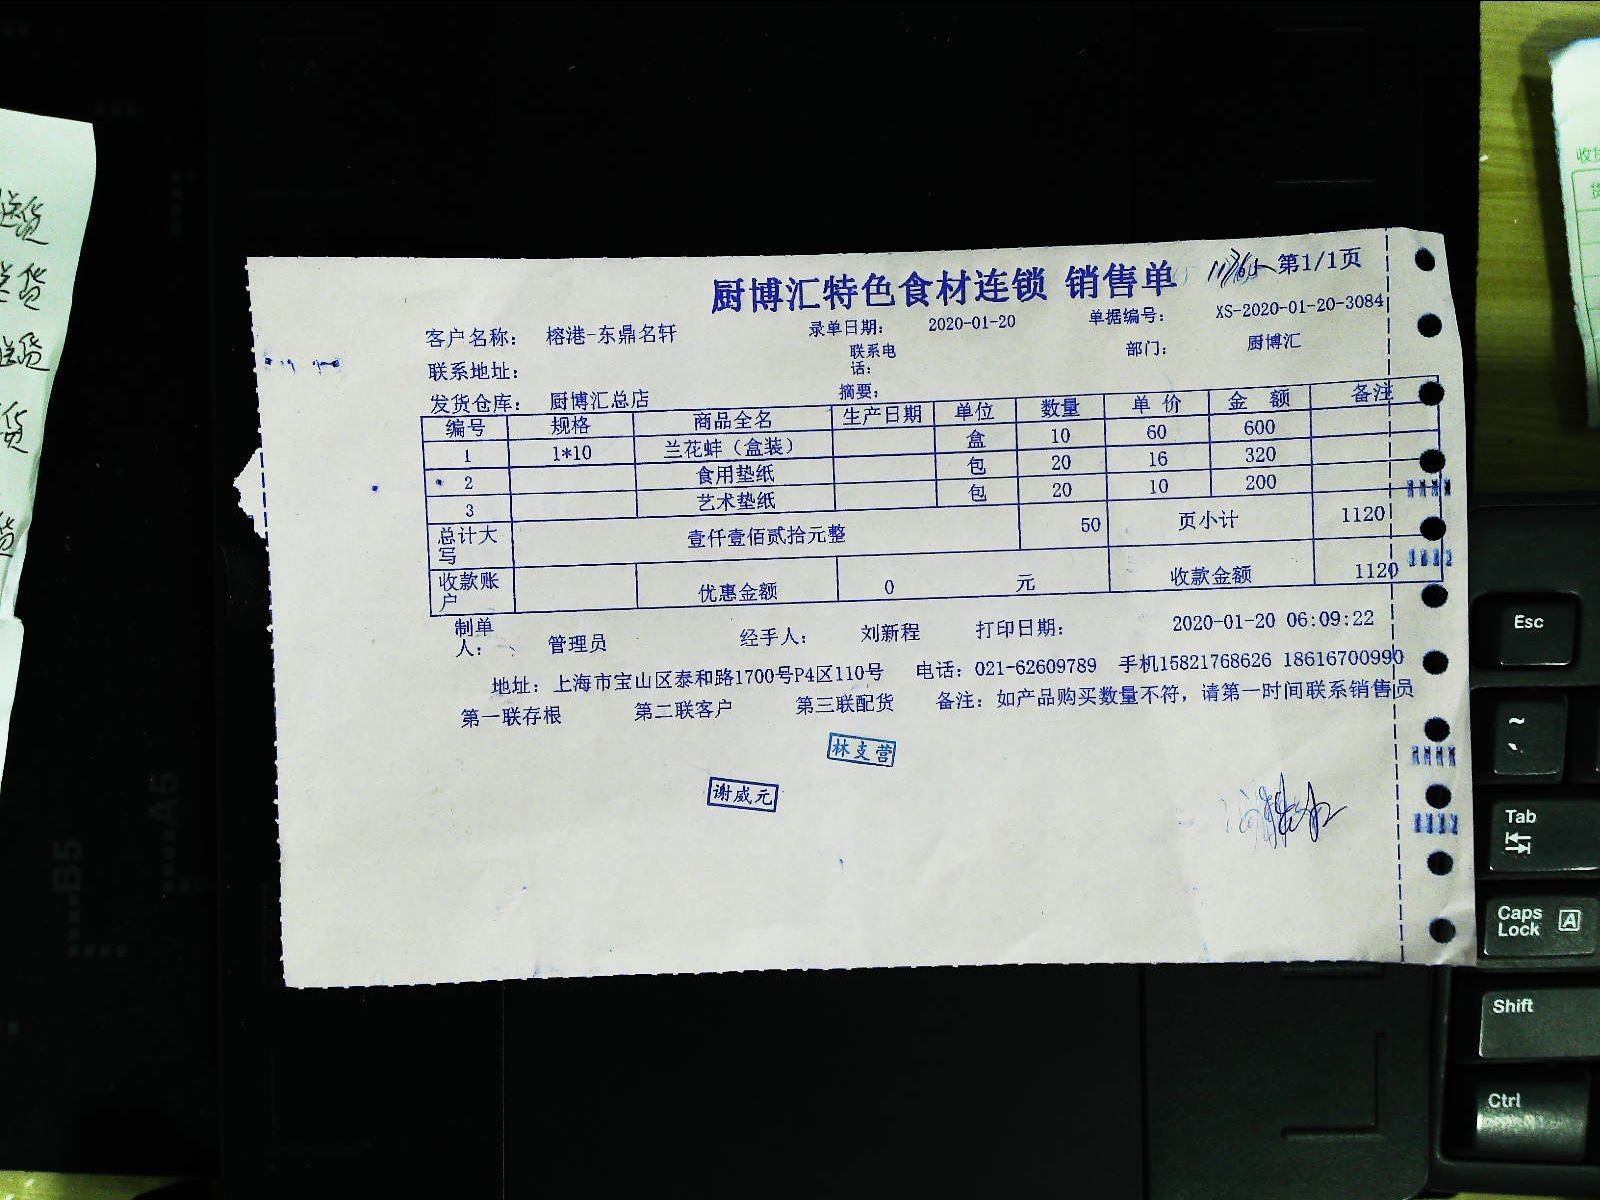 厨博汇特色食材连锁 销售单 第1/1页
客户名称: 榕港-东鼎名轩 录单日期: 2020-01-20 单据编号: XS-2020-01-20-3084
联系地址: 联系电话: 部门: 厨博汇
发货仓库: 厨博汇总店 摘要:
编号 规格 商品全名 生产日期 单位 数量 单价 金额 备注
1 1*10 兰花蚌（盒装） 盒 10 60 600
2 食用垫纸 包 20 16 320
3 艺术垫纸 包 20 10 200
总计大写 壹仟壹佰贰拾元整 50 页小计 1120
收款账户 优惠金额 0 元 收款金额 1120
制单人: 管理员 经手人: 刘新程 打印日期: 2020-01-20 06:09:22
地址: 上海市宝山区泰和路1700号P4区110号 电话: 021-62609789 手机15821768626 18616700990
第一联存根 第二联客户 第三联配货 备注: 如产品购买数量不符, 请第一时间联系销售员
林支营
谢威元
送货
送货
送货
货
货
Esc
~
Tab
Caps Lock A
Shift
Ctrl
B5
A5